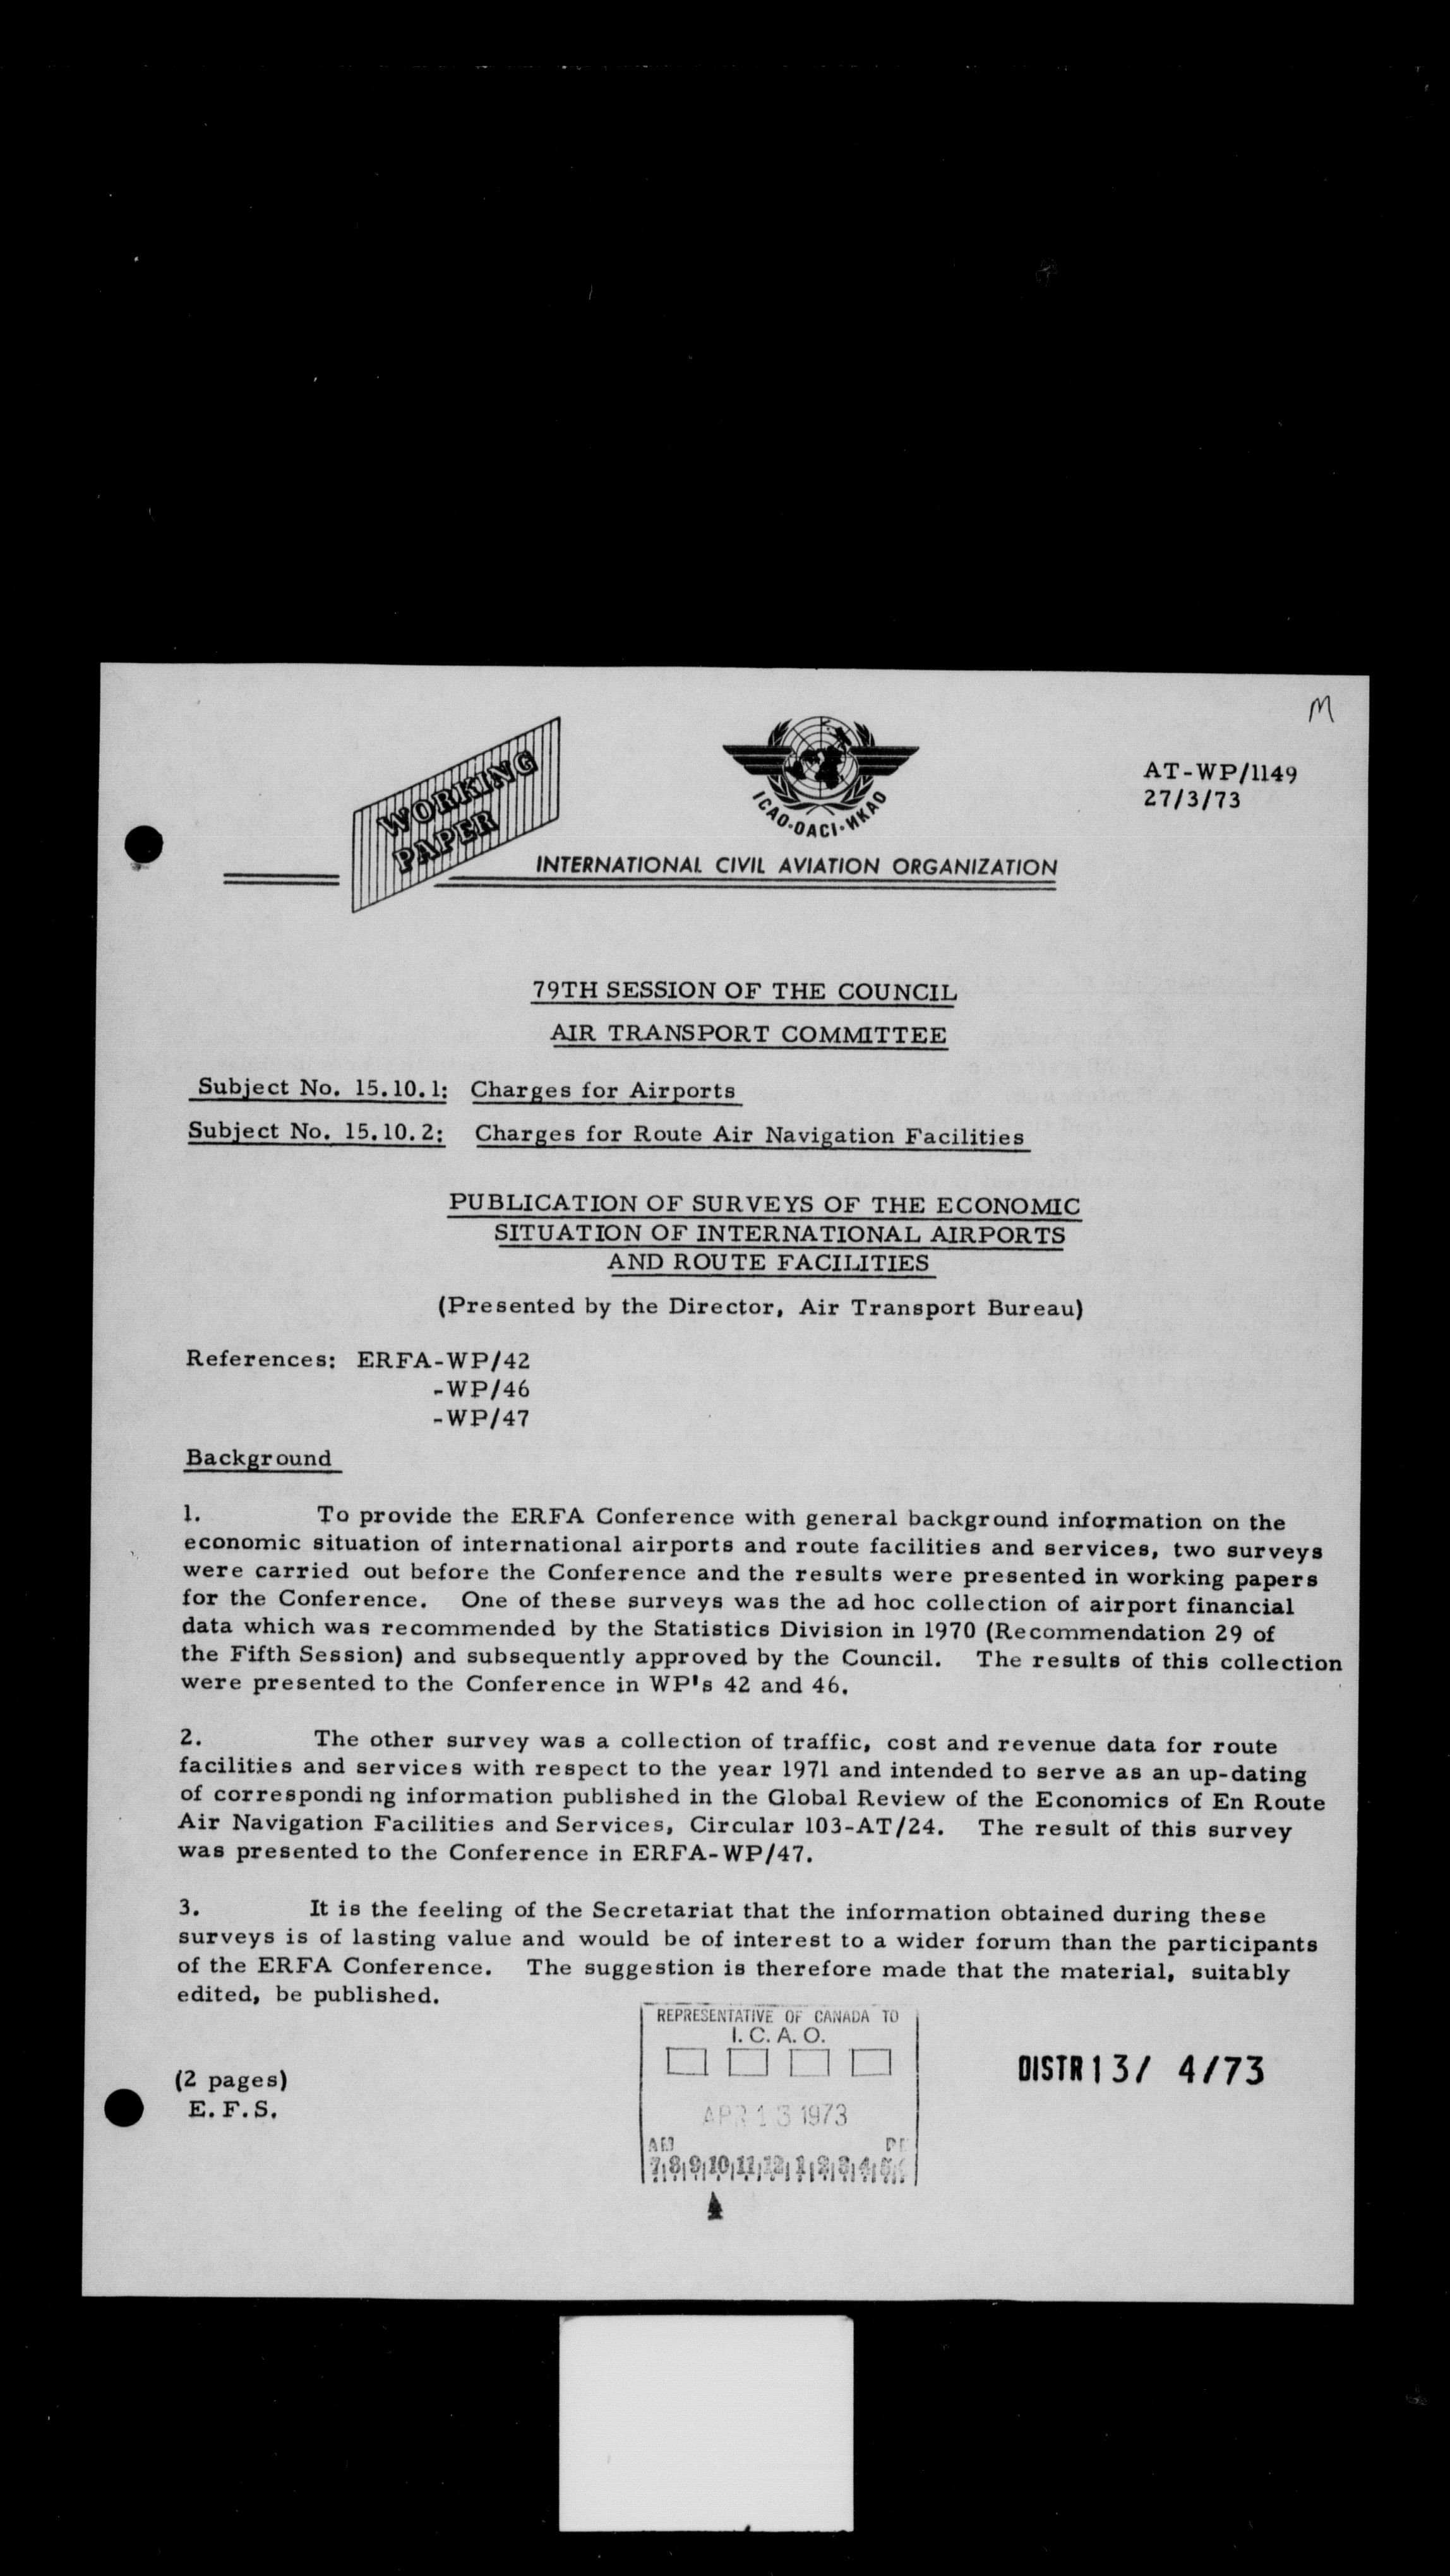 M
WORKING
PAPER
ICAO·OACI·ИКАО
AT-WP/1149
27/3/73
INTERNATIONAL CIVIL AVIATION ORGANIZATION
79TH SESSION OF THE COUNCIL
AIR TRANSPORT COMMITTEE
Subject No. 15.10.1: Charges for Airports
Subject No. 15.10.2: Charges for Route Air Navigation Facilities
PUBLICATION OF SURVEYS OF THE ECONOMIC
SITUATION OF INTERNATIONAL AIRPORTS
AND ROUTE FACILITIES
(Presented by the Director, Air Transport Bureau)
References: ERFA-WP/42
-WP/46
-WP/47
Background
1. To provide the ERFA Conference with general background information on the
economic situation of international airports and route facilities and services, two surveys
were carried out before the Conference and the results were presented in working papers
for the Conference. One of these surveys was the ad hoc collection of airport financial
data which was recommended by the Statistics Division in 1970 (Recommendation 29 of
the Fifth Session) and subsequently approved by the Council. The results of this collection
were presented to the Conference in WP's 42 and 46.
2. The other survey was a collection of traffic, cost and revenue data for route
facilities and services with respect to the year 1971 and intended to serve as an up-dating
of correspondi ng information published in the Global Review of the Economics of En Route
Air Navigation Facilities and Services, Circular 103-AT/24. The result of this survey
was presented to the Conference in ERFA-WP/47.
3. It is the feeling of the Secretariat that the information obtained during these
surveys is of lasting value and would be of interest to a wider forum than the participants
of the ERFA Conference. The suggestion is therefore made that the material, suitably
edited, be published.
REPRESENTATIVE OF CANADA TO
I. C. A. O.
(2 pages)
E. F. S.
DISTR 13/ 4/73
APR 13 1973
AM
7 8 9 10 11 12 1 2 3 4 5